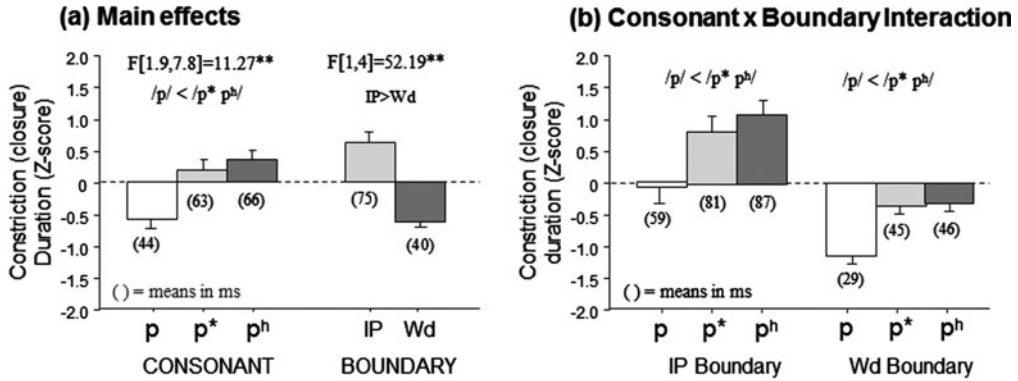 (a) Main effects
Constriction (closure)
Duration (Z-score)
2.0
1.5
1.0
0.5
0
-0.5
-1.0
-1.5
-2.0
F[1.9,7.8]=11.27**
/p/ < /p* pʰ/
F[1,4]=52.19**
IP>Wd
(44)
(63)
(66)
(75)
(40)
( ) = means in ms
p p* pʰ IP Wd
CONSONANT BOUNDARY
(b) Consonant x Boundary Interaction
Constriction (closure)
duration (Z-score)
2.0
1.5
1.0
0.5
0
-0.5
-1.0
-1.5
-2.0
/p/ < /p* pʰ/
/p/ < /p* pʰ/
(59)
(81)
(87)
(29)
(45)
(46)
( ) = means in ms
p p* pʰ p p* pʰ
IP Boundary Wd Boundary